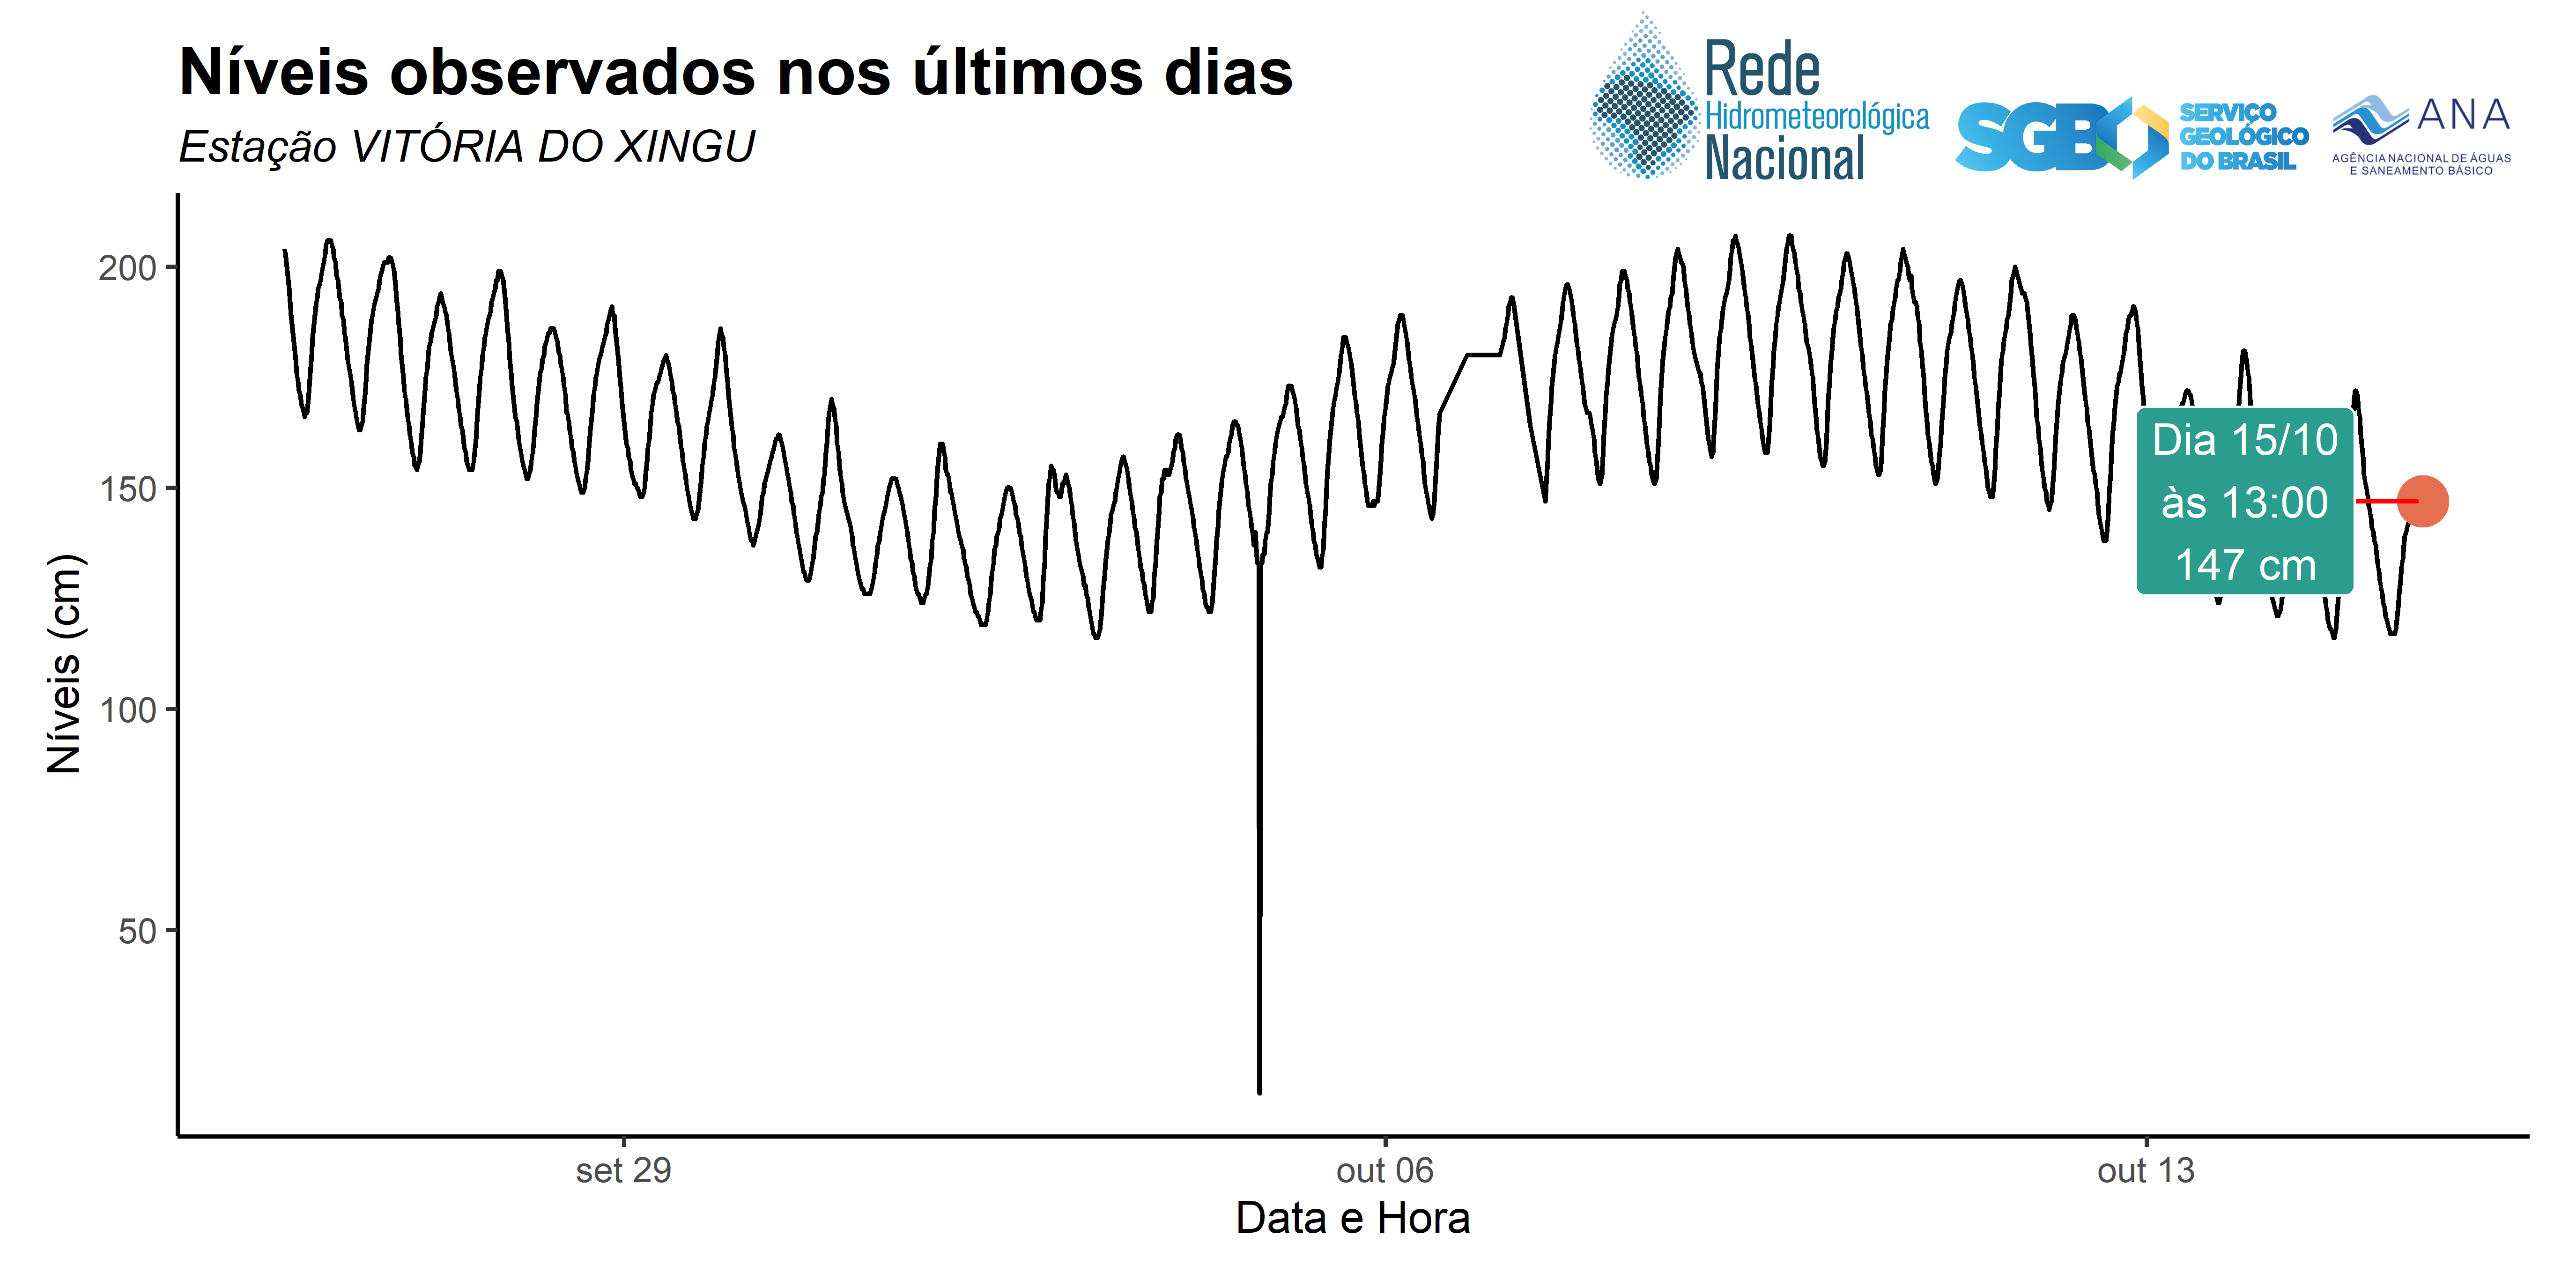 Níveis observados nos últimos dias
Estação VITÓRIA DO XINGU
Rede
Hidrometeorológica
Nacional
SGB
SERVIÇO
GEOLÓGICO
DO BRASIL
ANA
AGÊNCIA NACIONAL DE ÁGUAS
E SANEAMENTO BÁSICO
Níveis (cm)
200
150
100
50
Dia 15/10
às 13:00
147 cm
set 29
out 06
out 13
Data e Hora